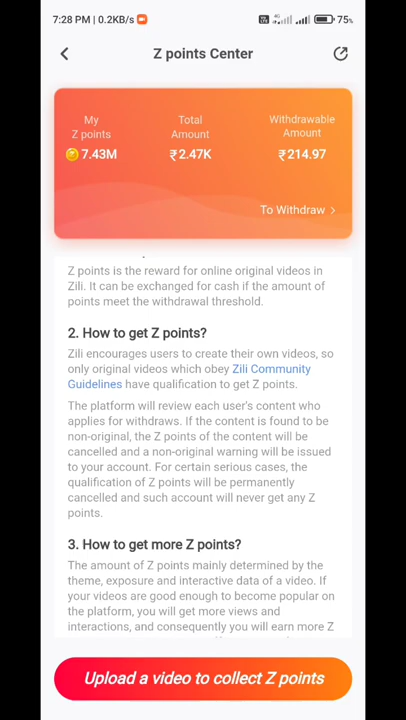 7:28 PM | 0.2KB/s
4G
75%
Z points Center
My
Z points
Total
Amount
Withdrawable
Amount
7.43M
₹2.47K
₹214.97
To Withdraw >
Z points is the reward for online original videos in
Zili. It can be exchanged for cash if the amount of
points meet the withdrawal threshold.
2. How to get Z points?
Zili encourages users to create their own videos, so
only original videos which obey Zili Community
Guidelines have qualification to get Z points.
The platform will review each user's content who
applies for withdraws. If the content is found to be
non-original, the Z points of the content will be
cancelled and a non-original warning will be issued
to your account. For certain serious cases, the
qualification of Z points will be permanently
cancelled and such account will never get any Z
points.
3. How to get more Z points?
The amount of Z points mainly determined by the
theme, exposure and interactive data of a video. If
your videos are good enough to become popular on
the platform, you will get more views and
interactions, and consequently you will earn more Z
Upload a video to collect Z points